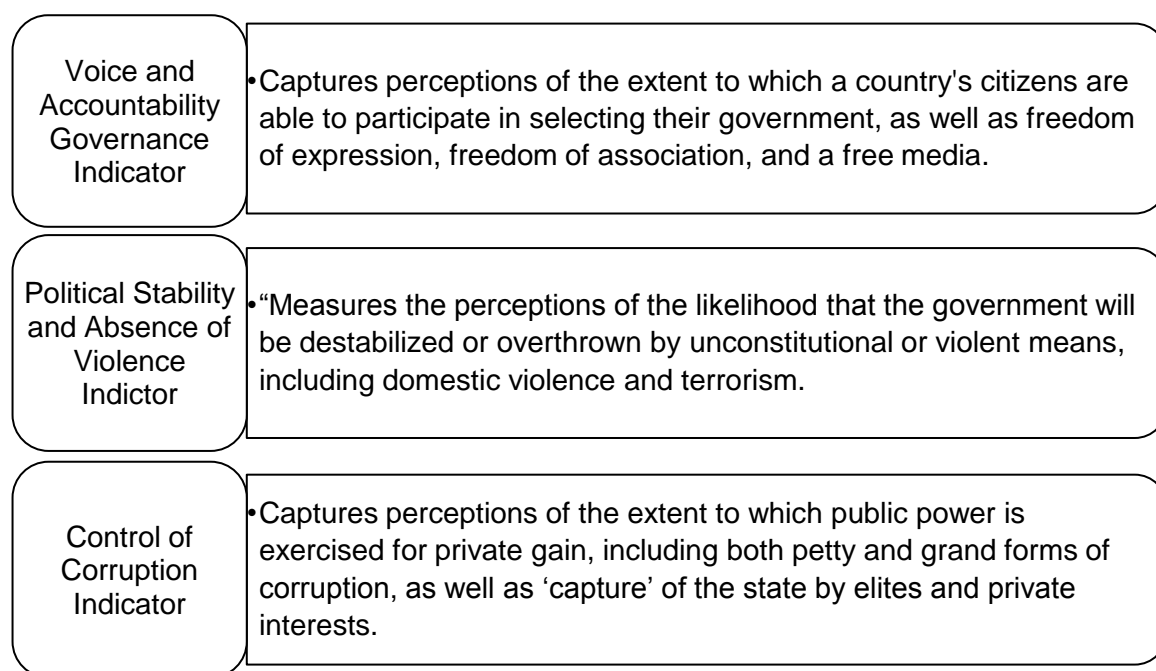 Voice and
Accountability
Governance
Indicator
•Captures perceptions of the extent to which a country's citizens are
able to participate in selecting their government, as well as freedom
of expression, freedom of association, and a free media.
Political Stability
and Absence of
Violence
Indictor
•“Measures the perceptions of the likelihood that the government will
be destabilized or overthrown by unconstitutional or violent means,
including domestic violence and terrorism.
Control of
Corruption
Indicator
•Captures perceptions of the extent to which public power is
exercised for private gain, including both petty and grand forms of
corruption, as well as ‘capture’ of the state by elites and private
interests.